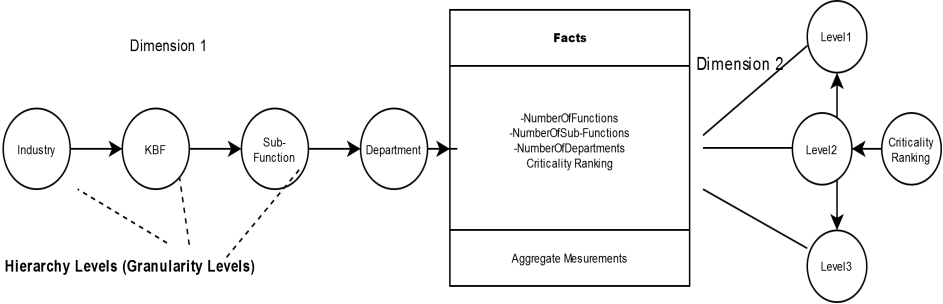 Dimension 1
Industry
KBF
Sub-
Function
Department
Hierarchy Levels (Granularity Levels)
Facts
-NumberOfFunctions
-NumberOfSub-Functions
-NumberOfDepartments
Criticality Ranking
Aggregate Mesurements
Dimension 2
Level1
Level2
Level3
Criticality
Ranking